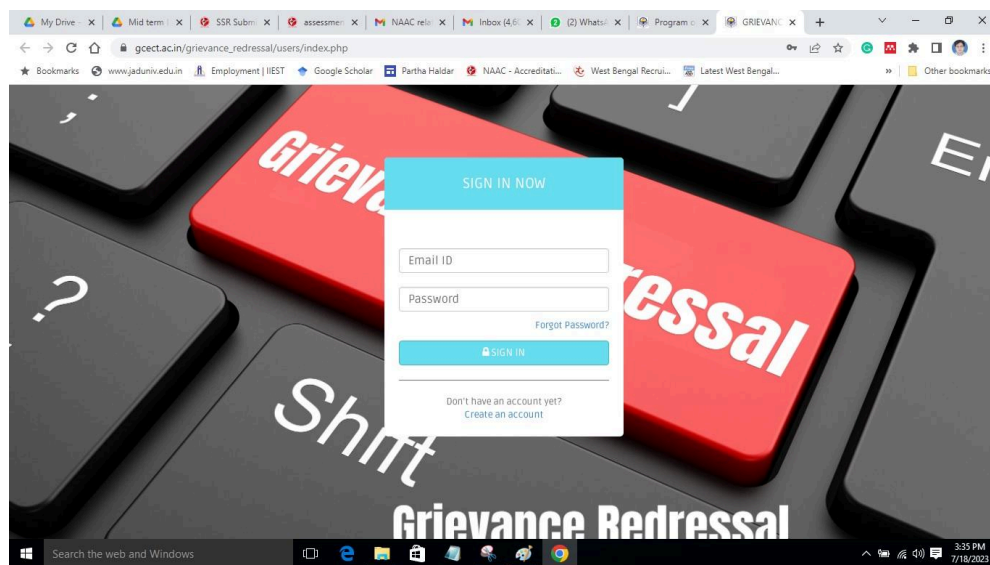 My Drive -
Mid term
SSR Subm
assessmen
NAAC rela
Inbox (4,6
(2) WhatsA
Program o
GRIEVANC
gcect.ac.in/grievance_redressal/users/index.php
Bookmarks
www.jaduniv.edu.in
Employment | IIEST
Google Scholar
Partha Haldar
NAAC - Accreditati...
West Bengal Recrui...
Latest West Bengal...
»
Other bookmarks
;
]
En
?
Shift
Griev
ressal
SIGN IN NOW
Email ID
Password
Forgot Password?
SIGN IN
Don't have an account yet?
Create an account
Grievance Redressal
Search the web and Windows
3:35 PM
7/18/2023